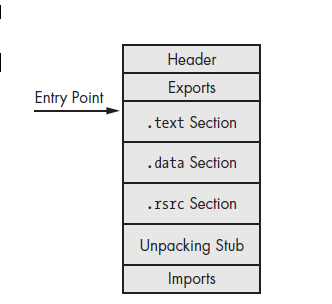 Header
Exports
Entry Point
.text Section
.data Section
.rsrc Section
Unpacking Stub
Imports